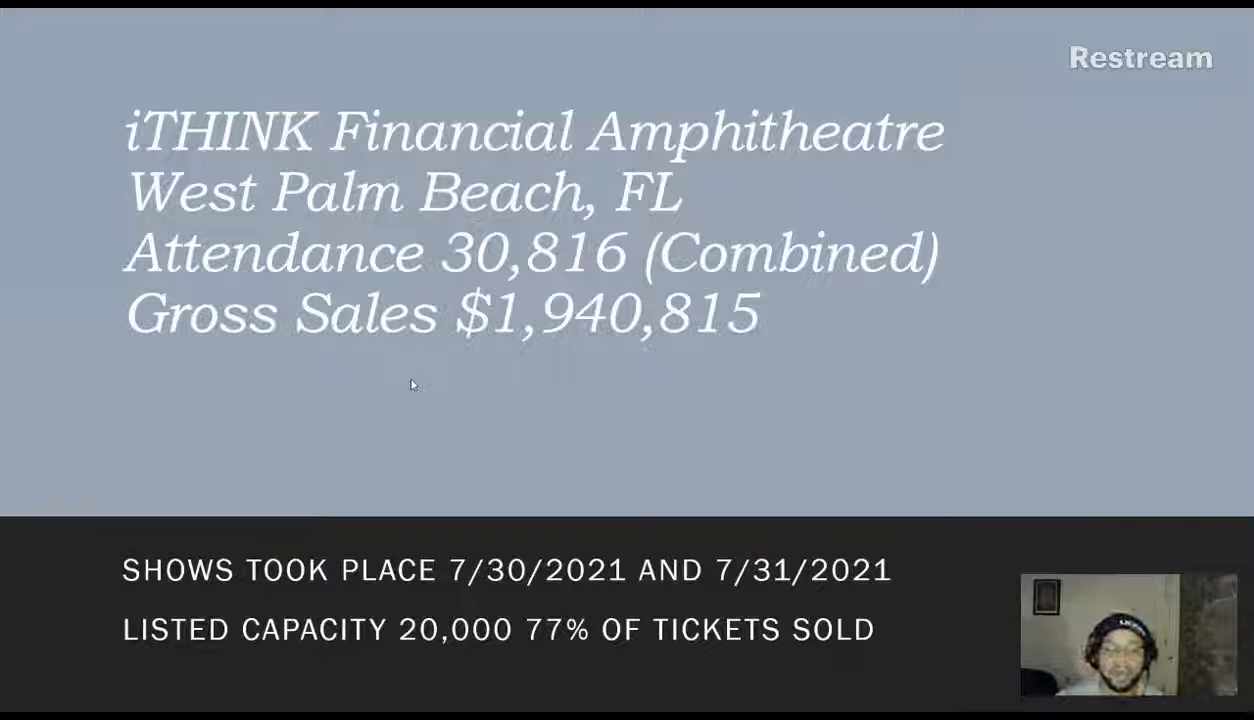 Restream
iTHINK Financial Amphitheatre
West Palm Beach, FL
Attendance 30,816 (Combined)
Gross Sales $1,940,815
SHOWS TOOK PLACE 7/30/2021 AND 7/31/2021
LISTED CAPACITY 20,000 77% OF TICKETS SOLD